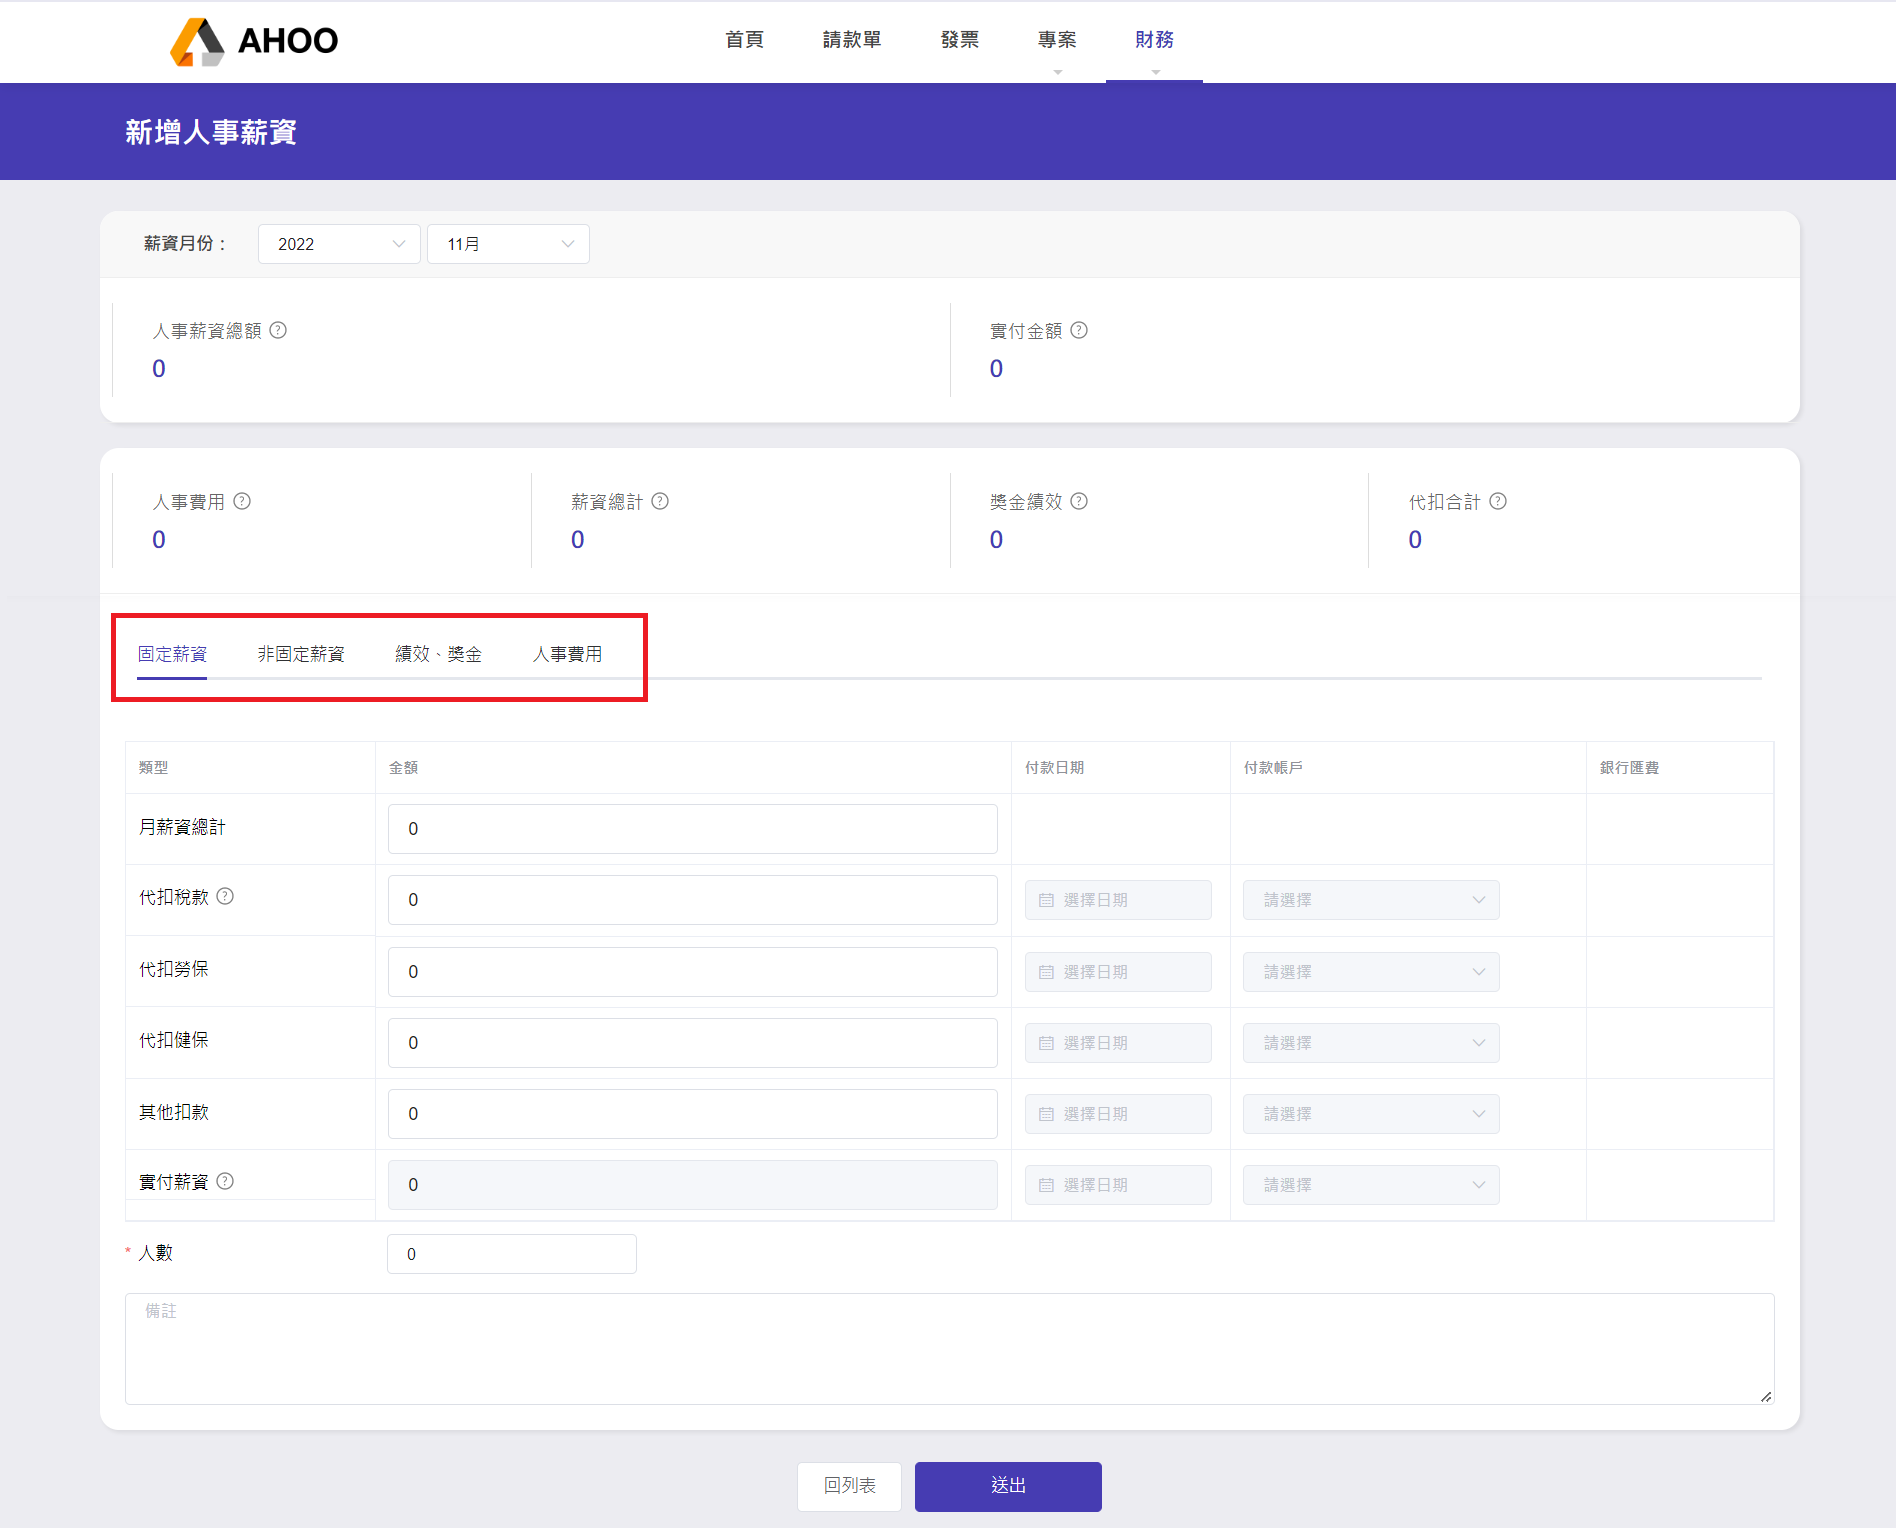 AHOO
首頁 請款單 發票 專案 財務
新增人事薪資
薪資月份： 2022 11月
人事薪資總額 ? 實付金額 ?
0 0
人事費用 ? 薪資總計 ? 獎金績效 ? 代扣合計 ?
0 0 0 0
固定薪資 非固定薪資 績效、獎金 人事費用
類型 金額 付款日期 付款帳戶 銀行匯費
月薪資總計 0
代扣稅款 ? 0 選擇日期 請選擇
代扣勞保 0 選擇日期 請選擇
代扣健保 0 選擇日期 請選擇
其他扣款 0 選擇日期 請選擇
實付薪資 ? 0 選擇日期 請選擇
* 人數 0
備註
回列表 送出